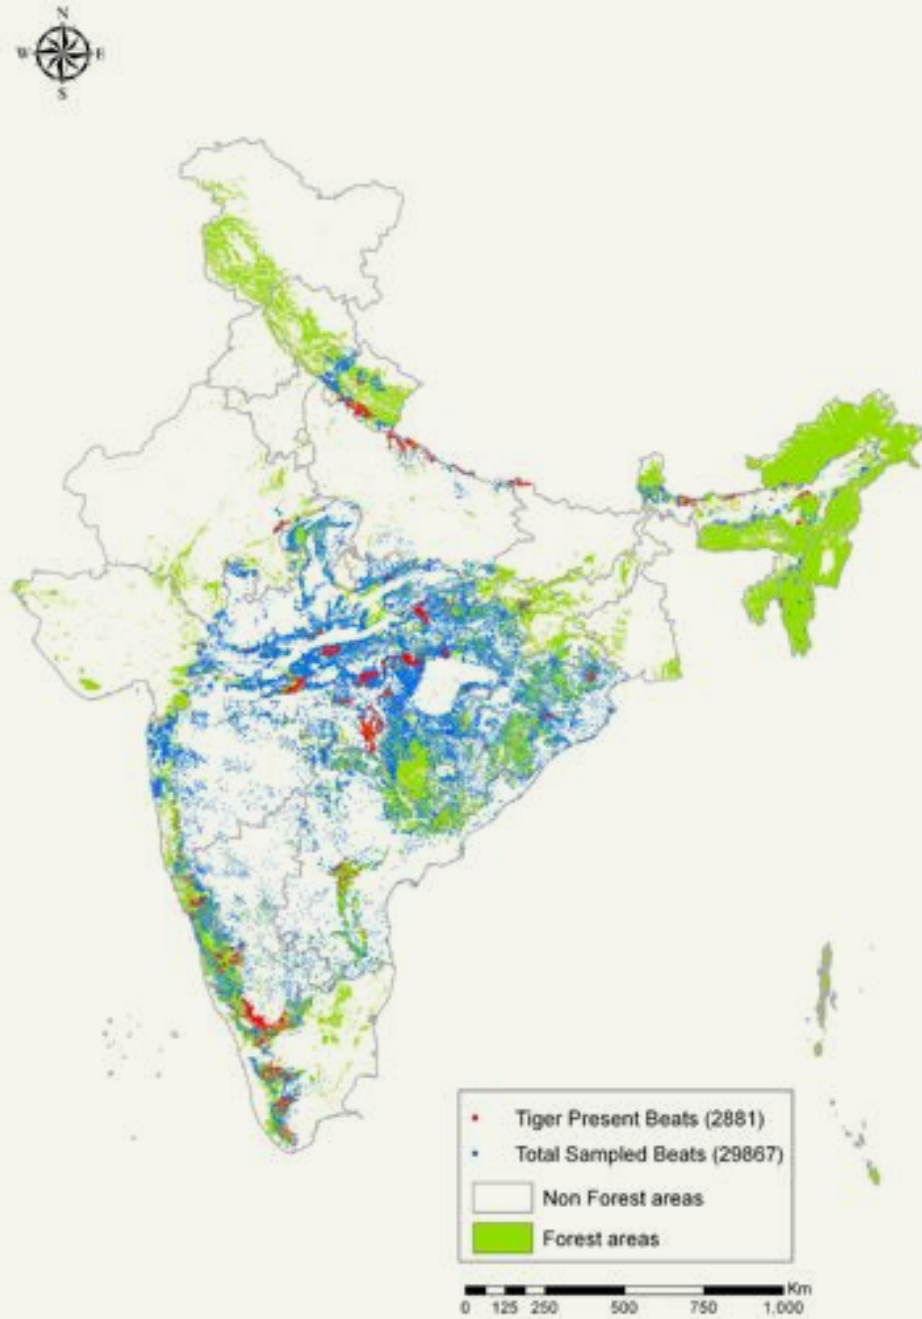 N
W E
S
Tiger Present Beats (2881)
Total Sampled Beats (29867)
Non Forest areas
Forest areas
Km
0 125 250 500 750 1,000